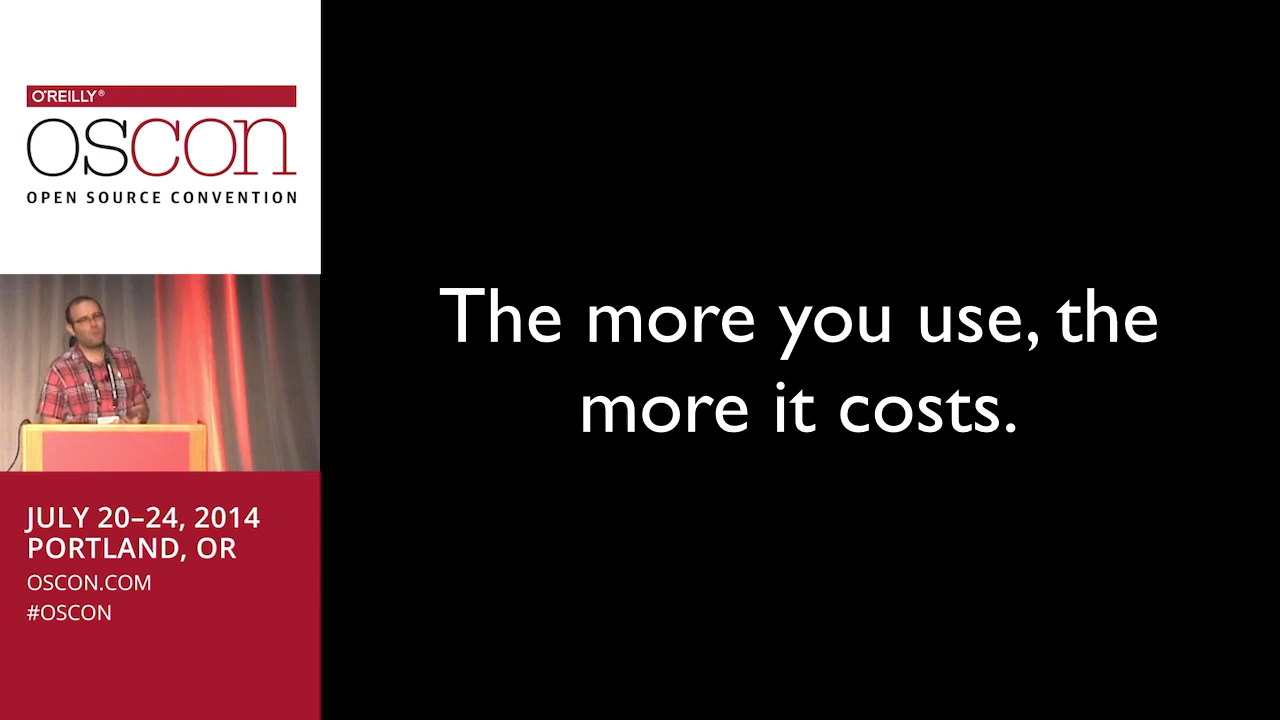 O'REILLY®
OSCON
OPEN SOURCE CONVENTION
The more you use, the
more it costs.
JULY 20–24, 2014
PORTLAND, OR
OSCON.COM
#OSCON